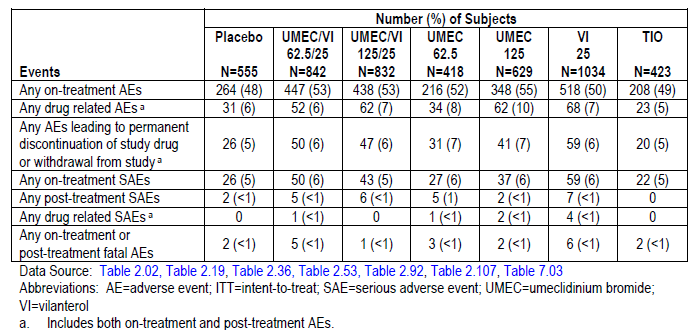 Number (%) of Subjects
Events Placebo N=555 UMEC/VI 62.5/25 N=842 UMEC/VI 125/25 N=832 UMEC 62.5 N=418 UMEC 125 N=629 VI 25 N=1034 TIO N=423
Any on-treatment AEs 264 (48) 447 (53) 438 (53) 216 (52) 348 (55) 518 (50) 208 (49)
Any drug related AEs a 31 (6) 52 (6) 62 (7) 34 (8) 62 (10) 68 (7) 23 (5)
Any AEs leading to permanent
discontinuation of study drug 26 (5) 50 (6) 47 (6) 31 (7) 41 (7) 59 (6) 20 (5)
or withdrawal from study a
Any on-treatment SAEs 26 (5) 50 (6) 43 (5) 27 (6) 37 (6) 59 (6) 22 (5)
Any post-treatment SAEs 2 (<1) 5 (<1) 6 (<1) 5 (1) 2 (<1) 7 (<1) 0
Any drug related SAEs a 0 1 (<1) 0 1 (<1) 2 (<1) 4 (<1) 0
Any on-treatment or
post-treatment fatal AEs 2 (<1) 5 (<1) 1 (<1) 3 (<1) 2 (<1) 6 (<1) 2 (<1)
Data Source: Table 2.02, Table 2.19, Table 2.36, Table 2.53, Table 2.92, Table 2.107, Table 7.03
Abbreviations: AE=adverse event; ITT=intent-to-treat; SAE=serious adverse event; UMEC=umeclidinium bromide;
VI=vilanterol
a. Includes both on-treatment and post-treatment AEs.